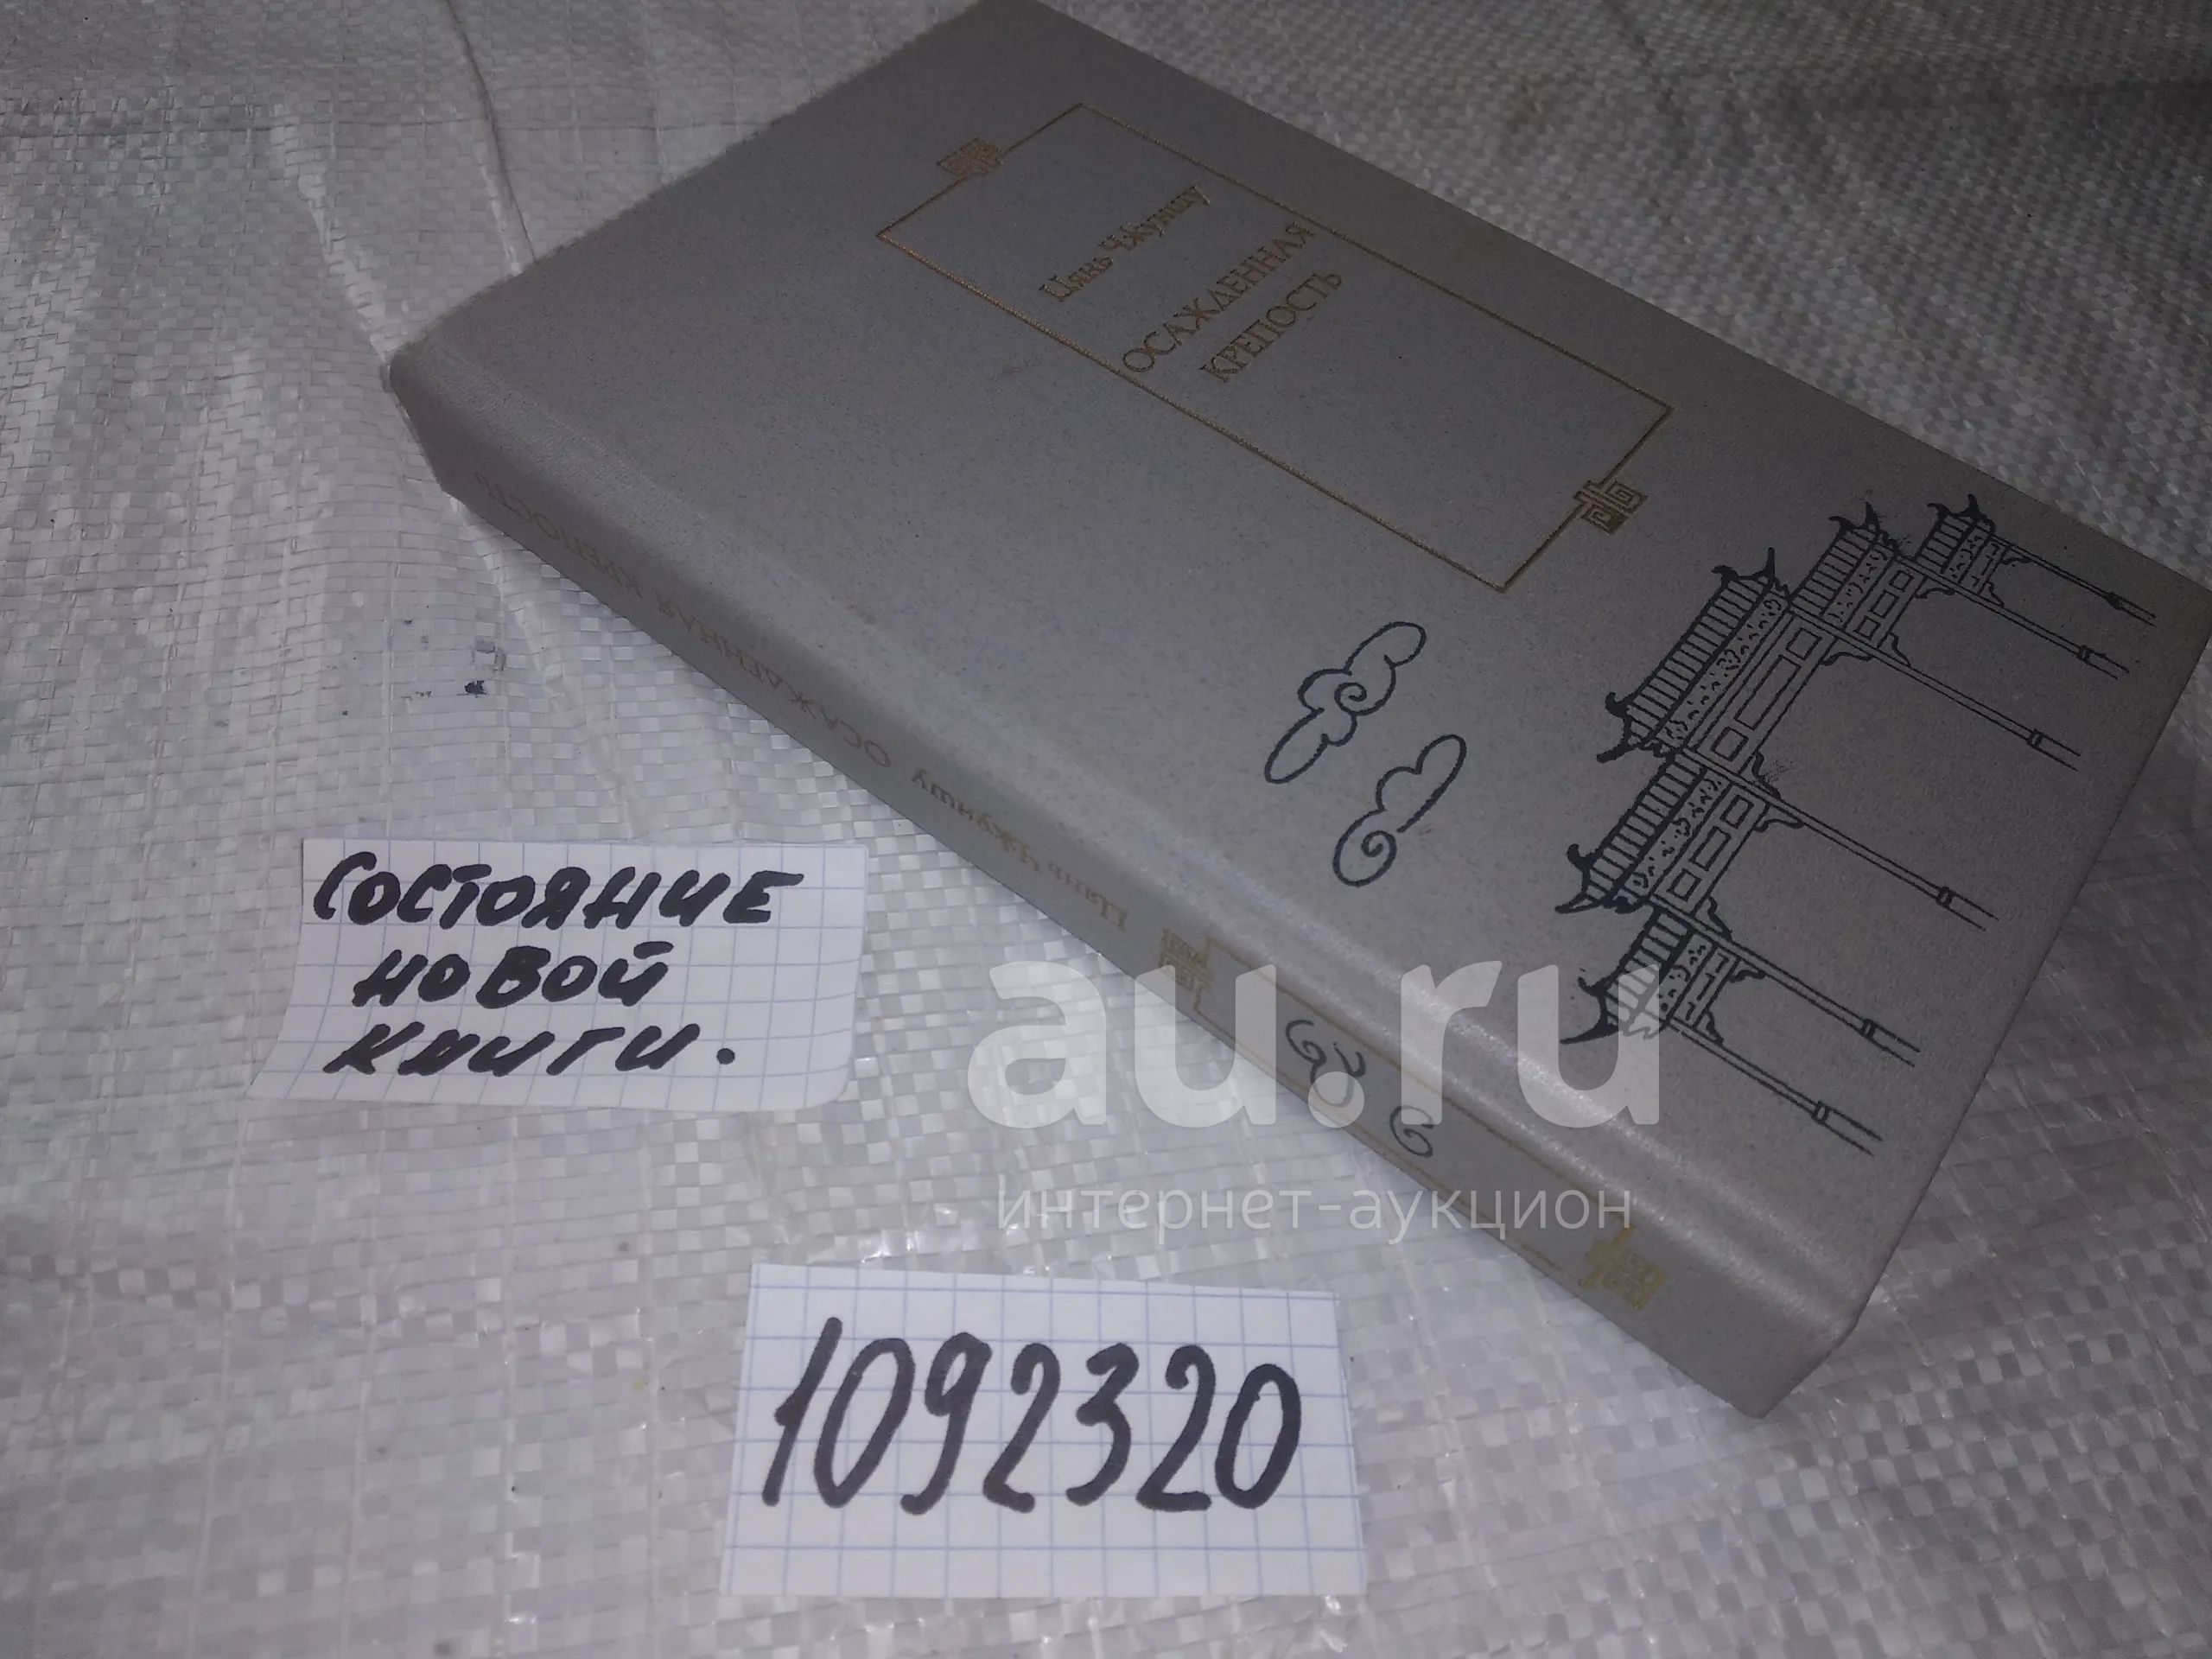 Цянь Чжуншу
ОСАЖДЕННАЯ
КРЕПОСТЬ
Цянь Чжуншу ОСАЖДЕННАЯ КРЕПОСТЬ
СОСТОЯНИЕ
НОВОЙ
КНИГИ.
au.ru
интернет-аукцион
1092320